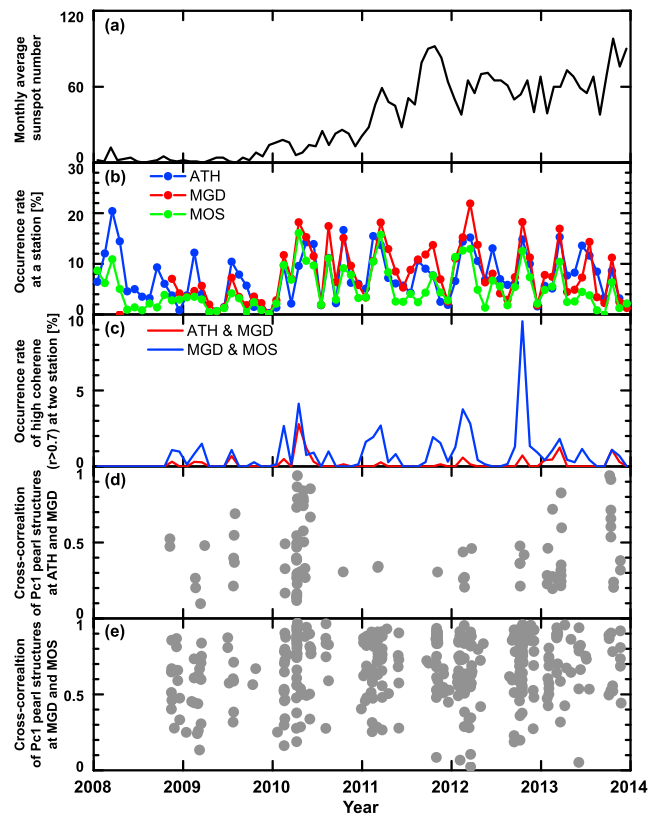 (a)
Monthly average
sunspot number
120
60
0
(b)
ATH
MGD
MOS
Occurrence rate
at a station [%]
30
20
10
0
(c)
ATH & MGD
MGD & MOS
Occurrence rate
of high coherene
(r>0.7) at two station [%]
10
5
0
(d)
Cross-correaltion
of Pc1 pearl structures
at ATH and MGD
1
0.5
0
(e)
Cross-correaltion
of Pc1 pearl structures
at MGD and MOS
1
0.5
0
2008 2009 2010 2011 2012 2013 2014
Year